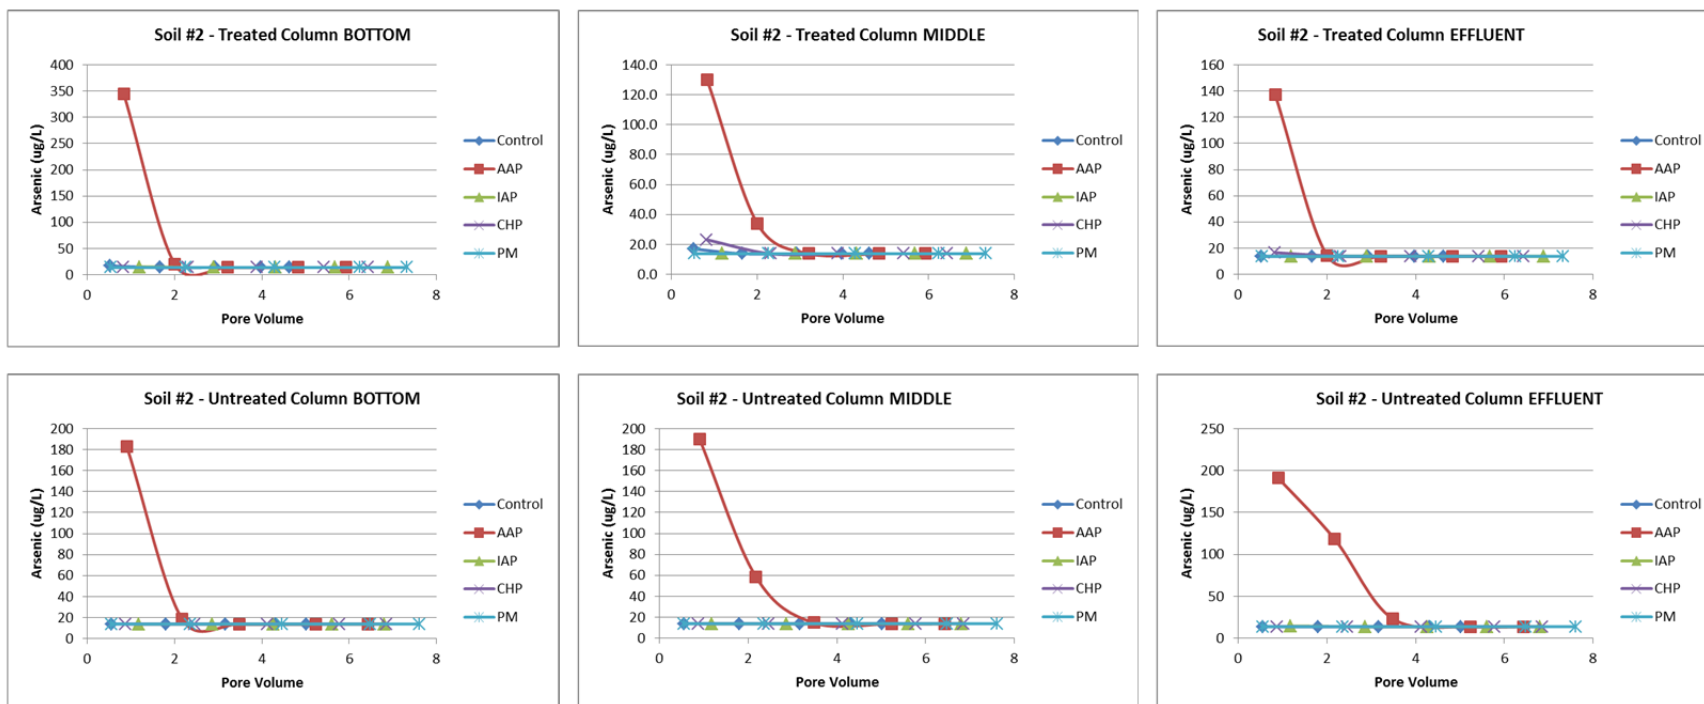 Soil #2 - Treated Column BOTTOM
Arsenic (ug/L)
400
350
300
250
200
150
100
50
0
0 2 4 6 8
Pore Volume
Control
AAP
IAP
CHP
PM
Soil #2 - Treated Column MIDDLE
Arsenic (ug/L)
140.0
120.0
100.0
80.0
60.0
40.0
20.0
0.0
0 2 4 6 8
Pore Volume
Control
AAP
IAP
CHP
PM
Soil #2 - Treated Column EFFLUENT
Arsenic (ug/L)
160
140
120
100
80
60
40
20
0
0 2 4 6 8
Pore Volume
Control
AAP
IAP
CHP
PM
Soil #2 - Untreated Column BOTTOM
Arsenic (ug/L)
200
180
160
140
120
100
80
60
40
20
0
0 2 4 6 8
Pore Volume
Control
AAP
IAP
CHP
PM
Soil #2 - Untreated Column MIDDLE
Arsenic (ug/L)
200
180
160
140
120
100
80
60
40
20
0
0 2 4 6 8
Pore Volume
Control
AAP
IAP
CHP
PM
Soil #2 - Untreated Column EFFLUENT
Arsenic (ug/L)
250
200
150
100
50
0
0 2 4 6 8
Pore Volume
Control
AAP
IAP
CHP
PM